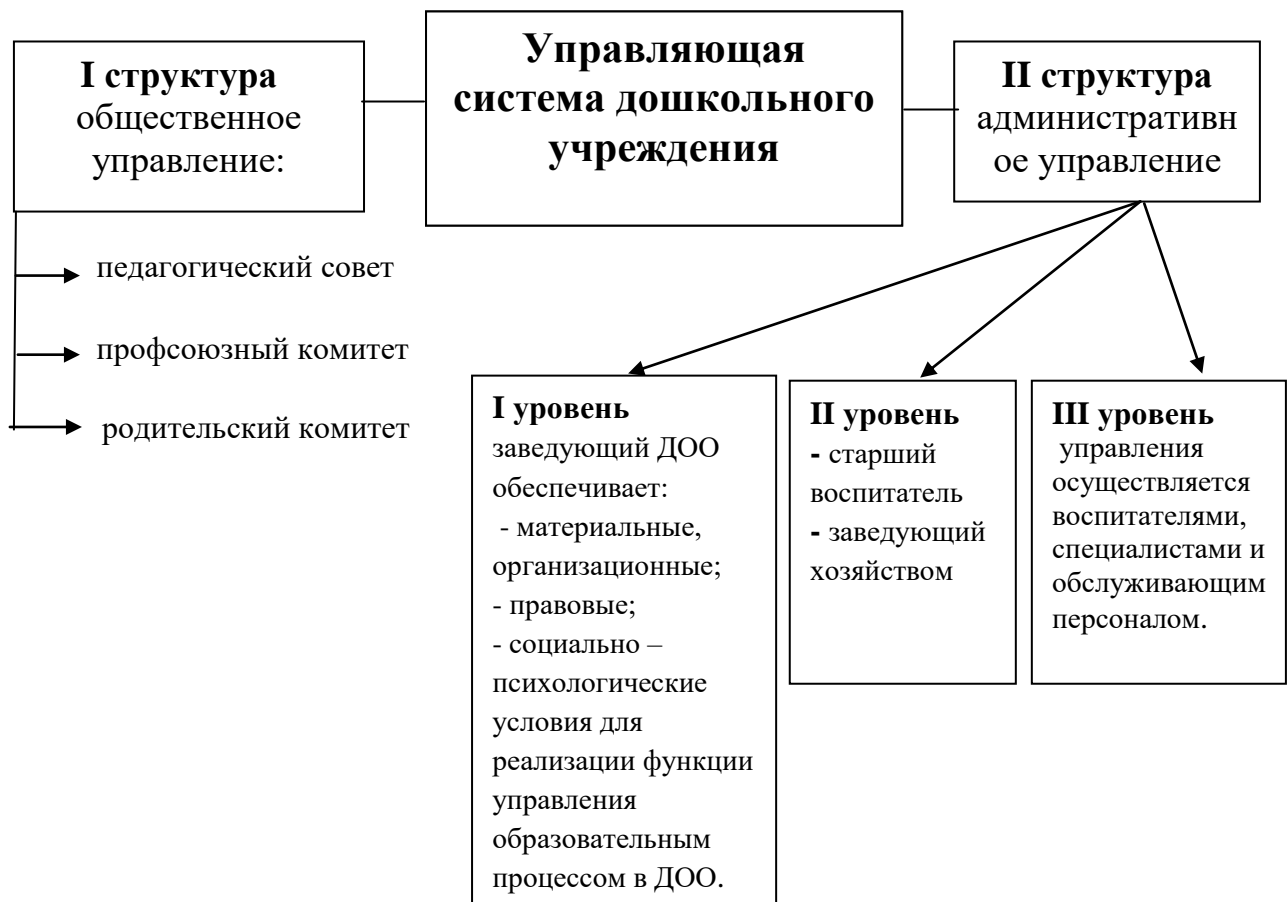 Управляющая
система дошкольного
учреждения
I структура
общественное
управление:
II структура
административн
ое управление
педагогический совет
профсоюзный комитет
родительский комитет
I уровень
заведующий ДОО
обеспечивает:
- материальные,
организационные;
- правовые;
- социально –
психологические
условия для
реализации функции
управления
образовательным
процессом в ДОО.
II уровень
- старший
воспитатель
- заведующий
хозяйством
III уровень
управления
осуществляется
воспитателями,
специалистами и
обслуживающим
персоналом.